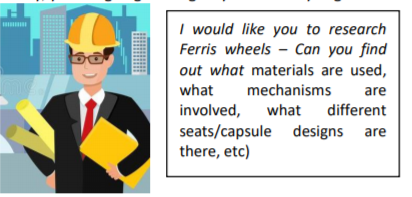 I would like you to research
Ferris wheels – Can you find
out what materials are used,
what mechanisms are
involved, what different
seats/capsule designs are
there, etc)